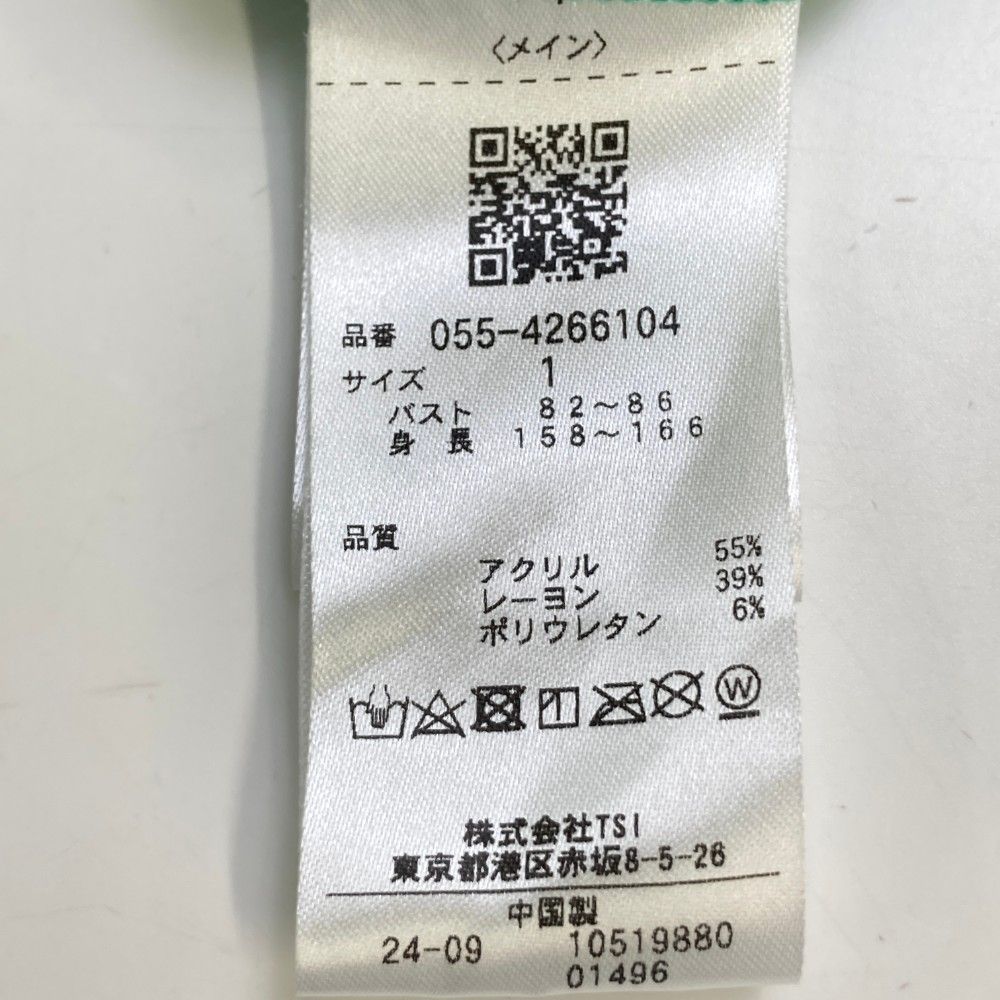 〈メイン〉
品番 055-4266104
サイズ 1
バスト 82～86
身長 158～166
品質
アクリル 55%
レーヨン 39%
ポリウレタン 6%
W
株式会社TSI
東京都港区赤坂8-5-26
中国製
24-09 10519880
01496